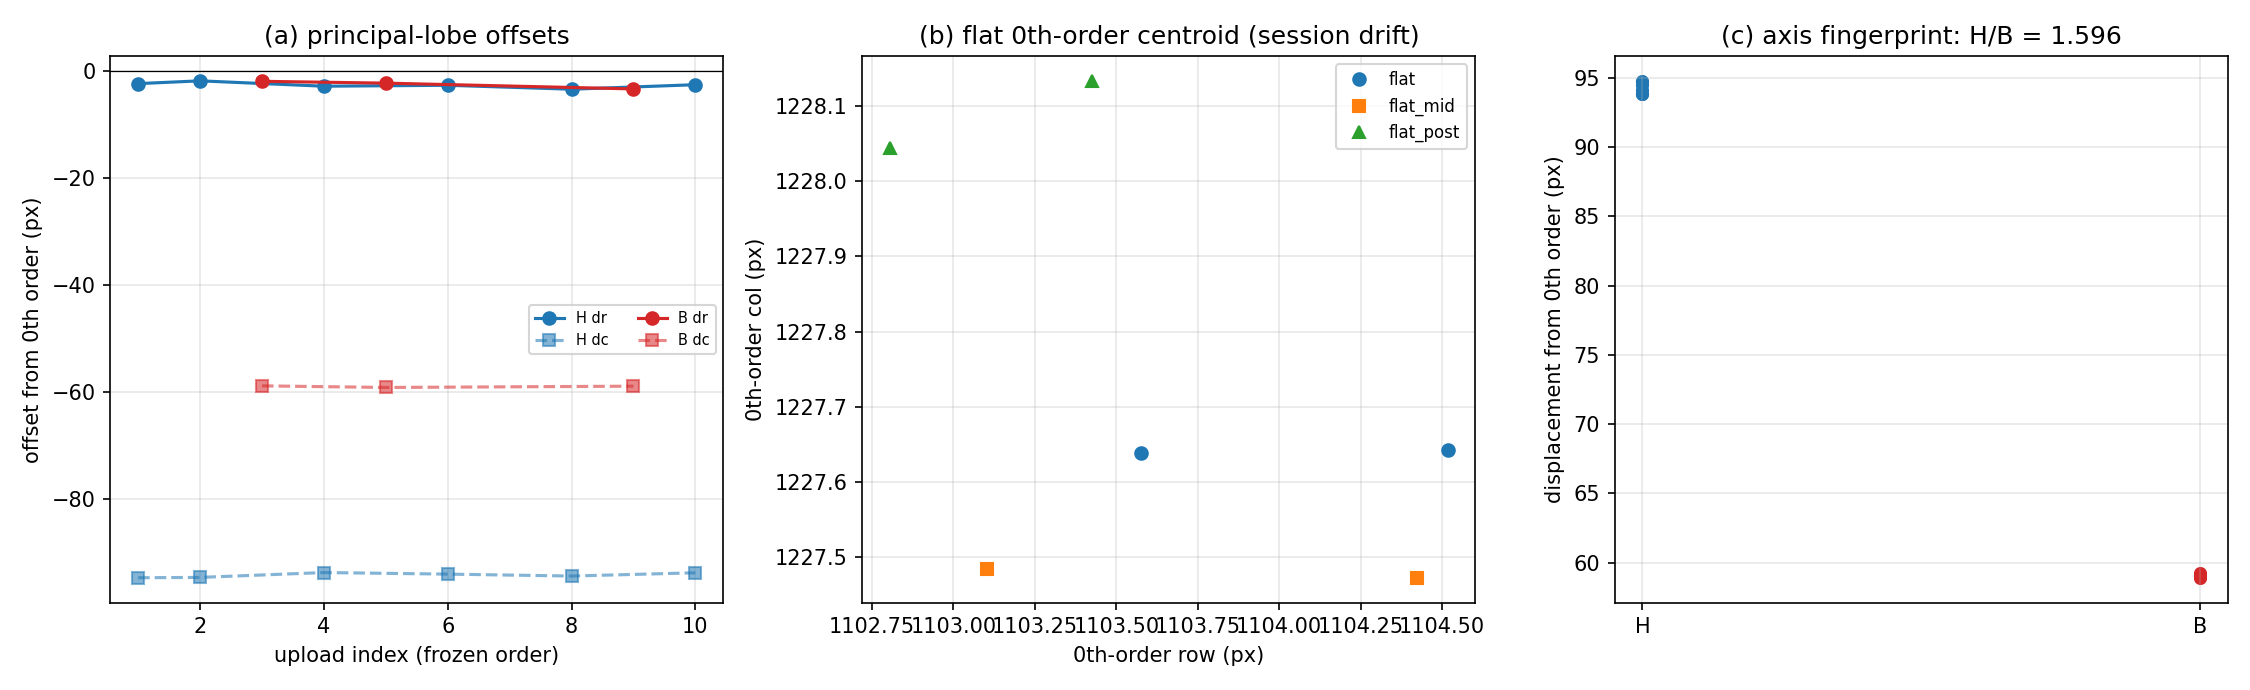 (a) principal-lobe offsets
offset from 0th order (px)
0
−20
−40
−60
−80
H dr
B dr
H dc
B dc
2
4
6
8
10
upload index (frozen order)
(b) flat 0th-order centroid (session drift)
0th-order col (px)
1228.1
1228.0
1227.9
1227.8
1227.7
1227.6
1227.5
flat
flat_mid
flat_post
1102.75
1103.00
1103.25
1103.50
1103.75
1104.00
1104.25
1104.50
0th-order row (px)
(c) axis fingerprint: H/B = 1.596
displacement from 0th order (px)
95
90
85
80
75
70
65
60
H
B